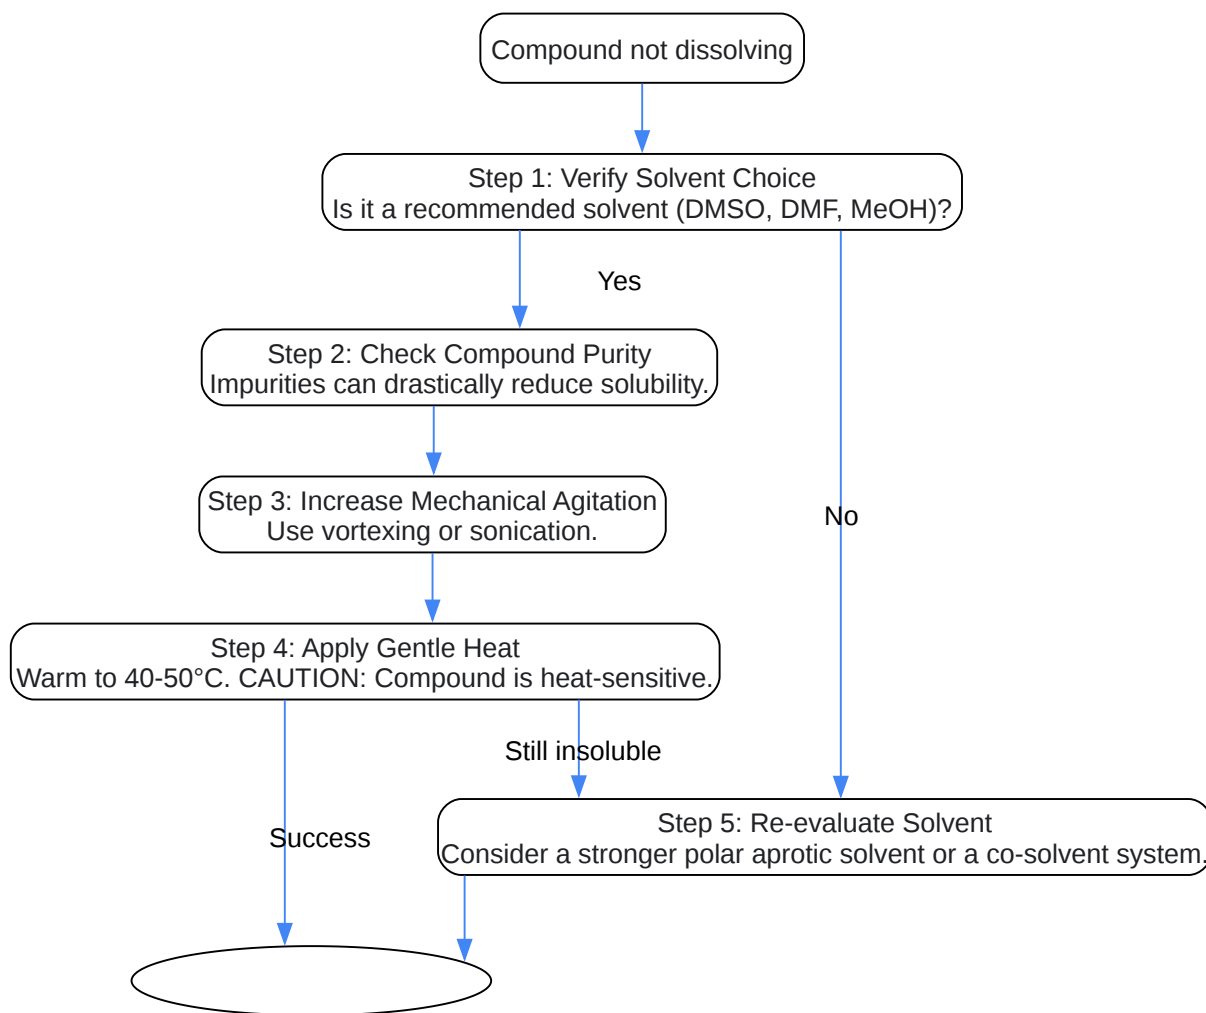 Compound not dissolving
Step 1: Verify Solvent Choice
Is it a recommended solvent (DMSO, DMF, MeOH)?
Yes
Step 2: Check Compound Purity
Impurities can drastically reduce solubility.
Step 3: Increase Mechanical Agitation
Use vortexing or sonication.
No
Step 4: Apply Gentle Heat
Warm to 40-50°C. CAUTION: Compound is heat-sensitive.
Still insoluble
Success
Step 5: Re-evaluate Solvent
Consider a stronger polar aprotic solvent or a co-solvent system.